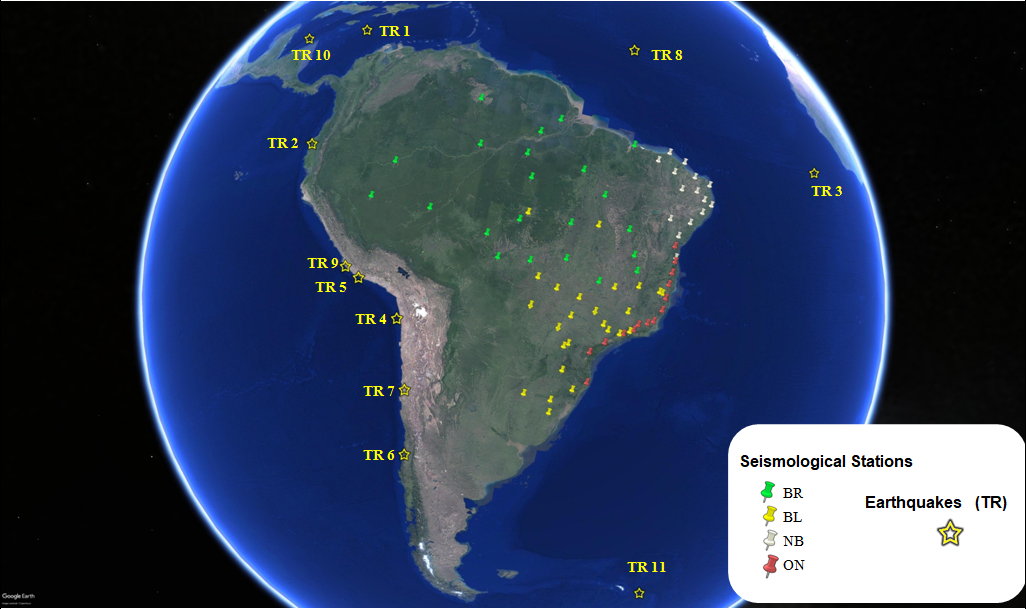 TR 1
TR 10
TR 8
TR 2
TR 3
TR 9
TR 5
TR 4
TR 7
TR 6
TR 11
Seismological Stations
BR
BL
NB
ON
Earthquakes (TR)
Google Earth